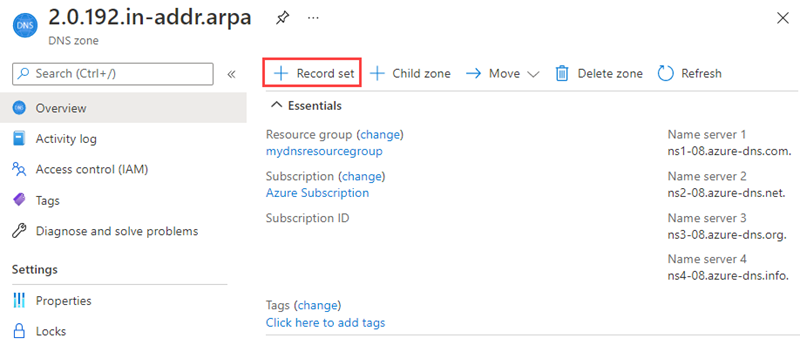 2.0.192.in-addr.arpa
DNS zone
Search (Ctrl+/)
Overview
Activity log
Access control (IAM)
Tags
Diagnose and solve problems
Settings
Properties
Locks
Record set
Child zone
Move
Delete zone
Refresh
Essentials
Resource group (change)
mydnsresourcegroup
Subscription (change)
Azure Subscription
Subscription ID
Name server 1
ns1-08.azure-dns.com.
Name server 2
ns2-08.azure-dns.net.
Name server 3
ns3-08.azure-dns.org.
Name server 4
ns4-08.azure-dns.info.
Tags (change)
Click here to add tags